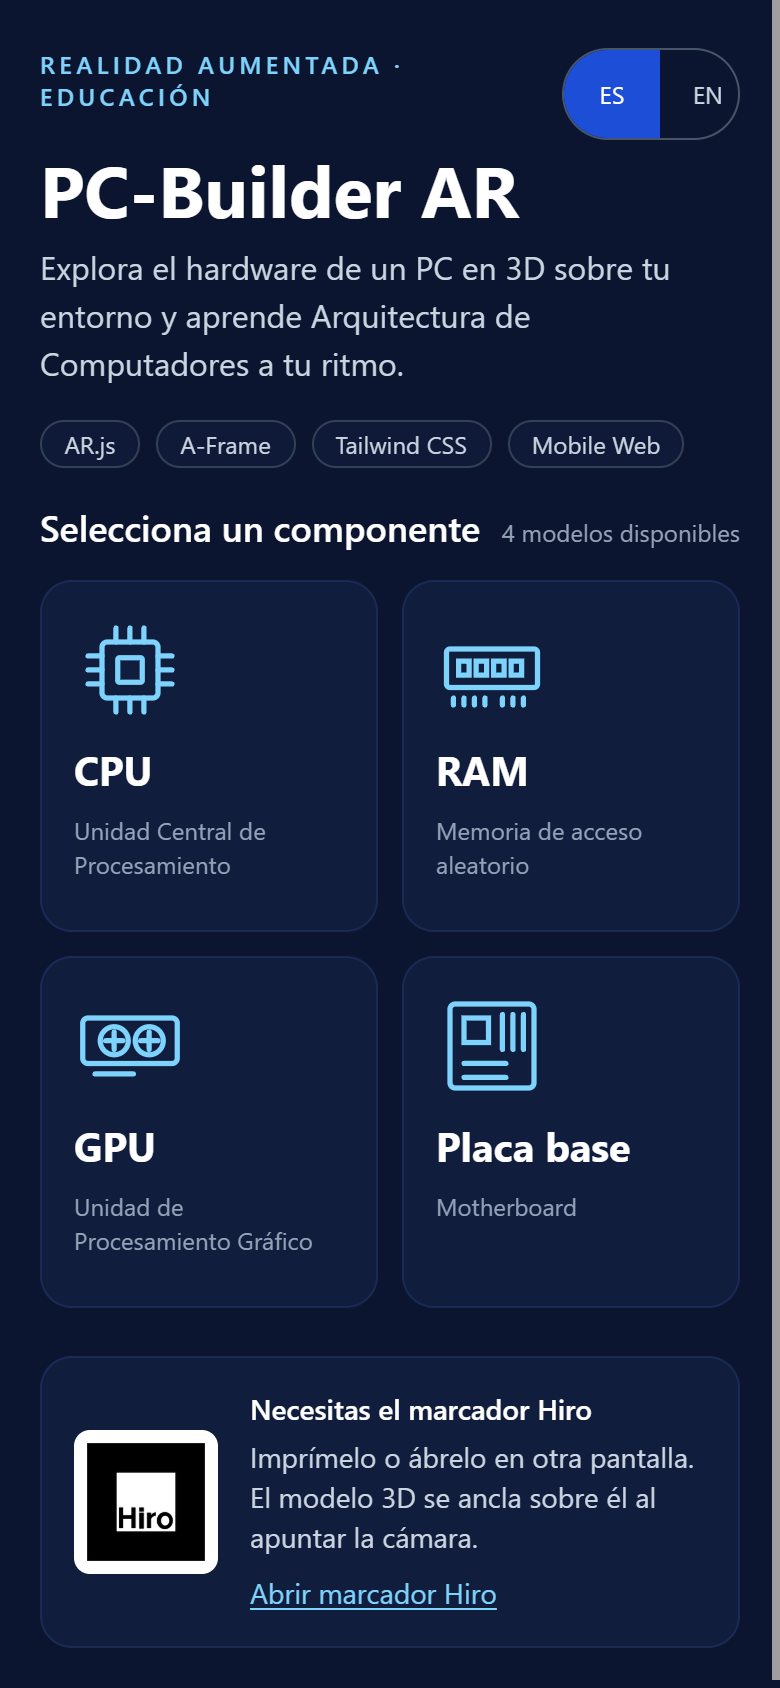 REALIDAD AUMENTADA ·
EDUCACIÓN
ES
EN
PC-Builder AR
Explora el hardware de un PC en 3D sobre tu
entorno y aprende Arquitectura de
Computadores a tu ritmo.
AR.js
A-Frame
Tailwind CSS
Mobile Web
Selecciona un componente
4 modelos disponibles
CPU
Unidad Central de
Procesamiento
RAM
Memoria de acceso
aleatorio
GPU
Unidad de
Procesamiento Gráfico
Placa base
Motherboard
Hiro
Necesitas el marcador Hiro
Imprímelo o ábrelo en otra pantalla.
El modelo 3D se ancla sobre él al
apuntar la cámara.
Abrir marcador Hiro